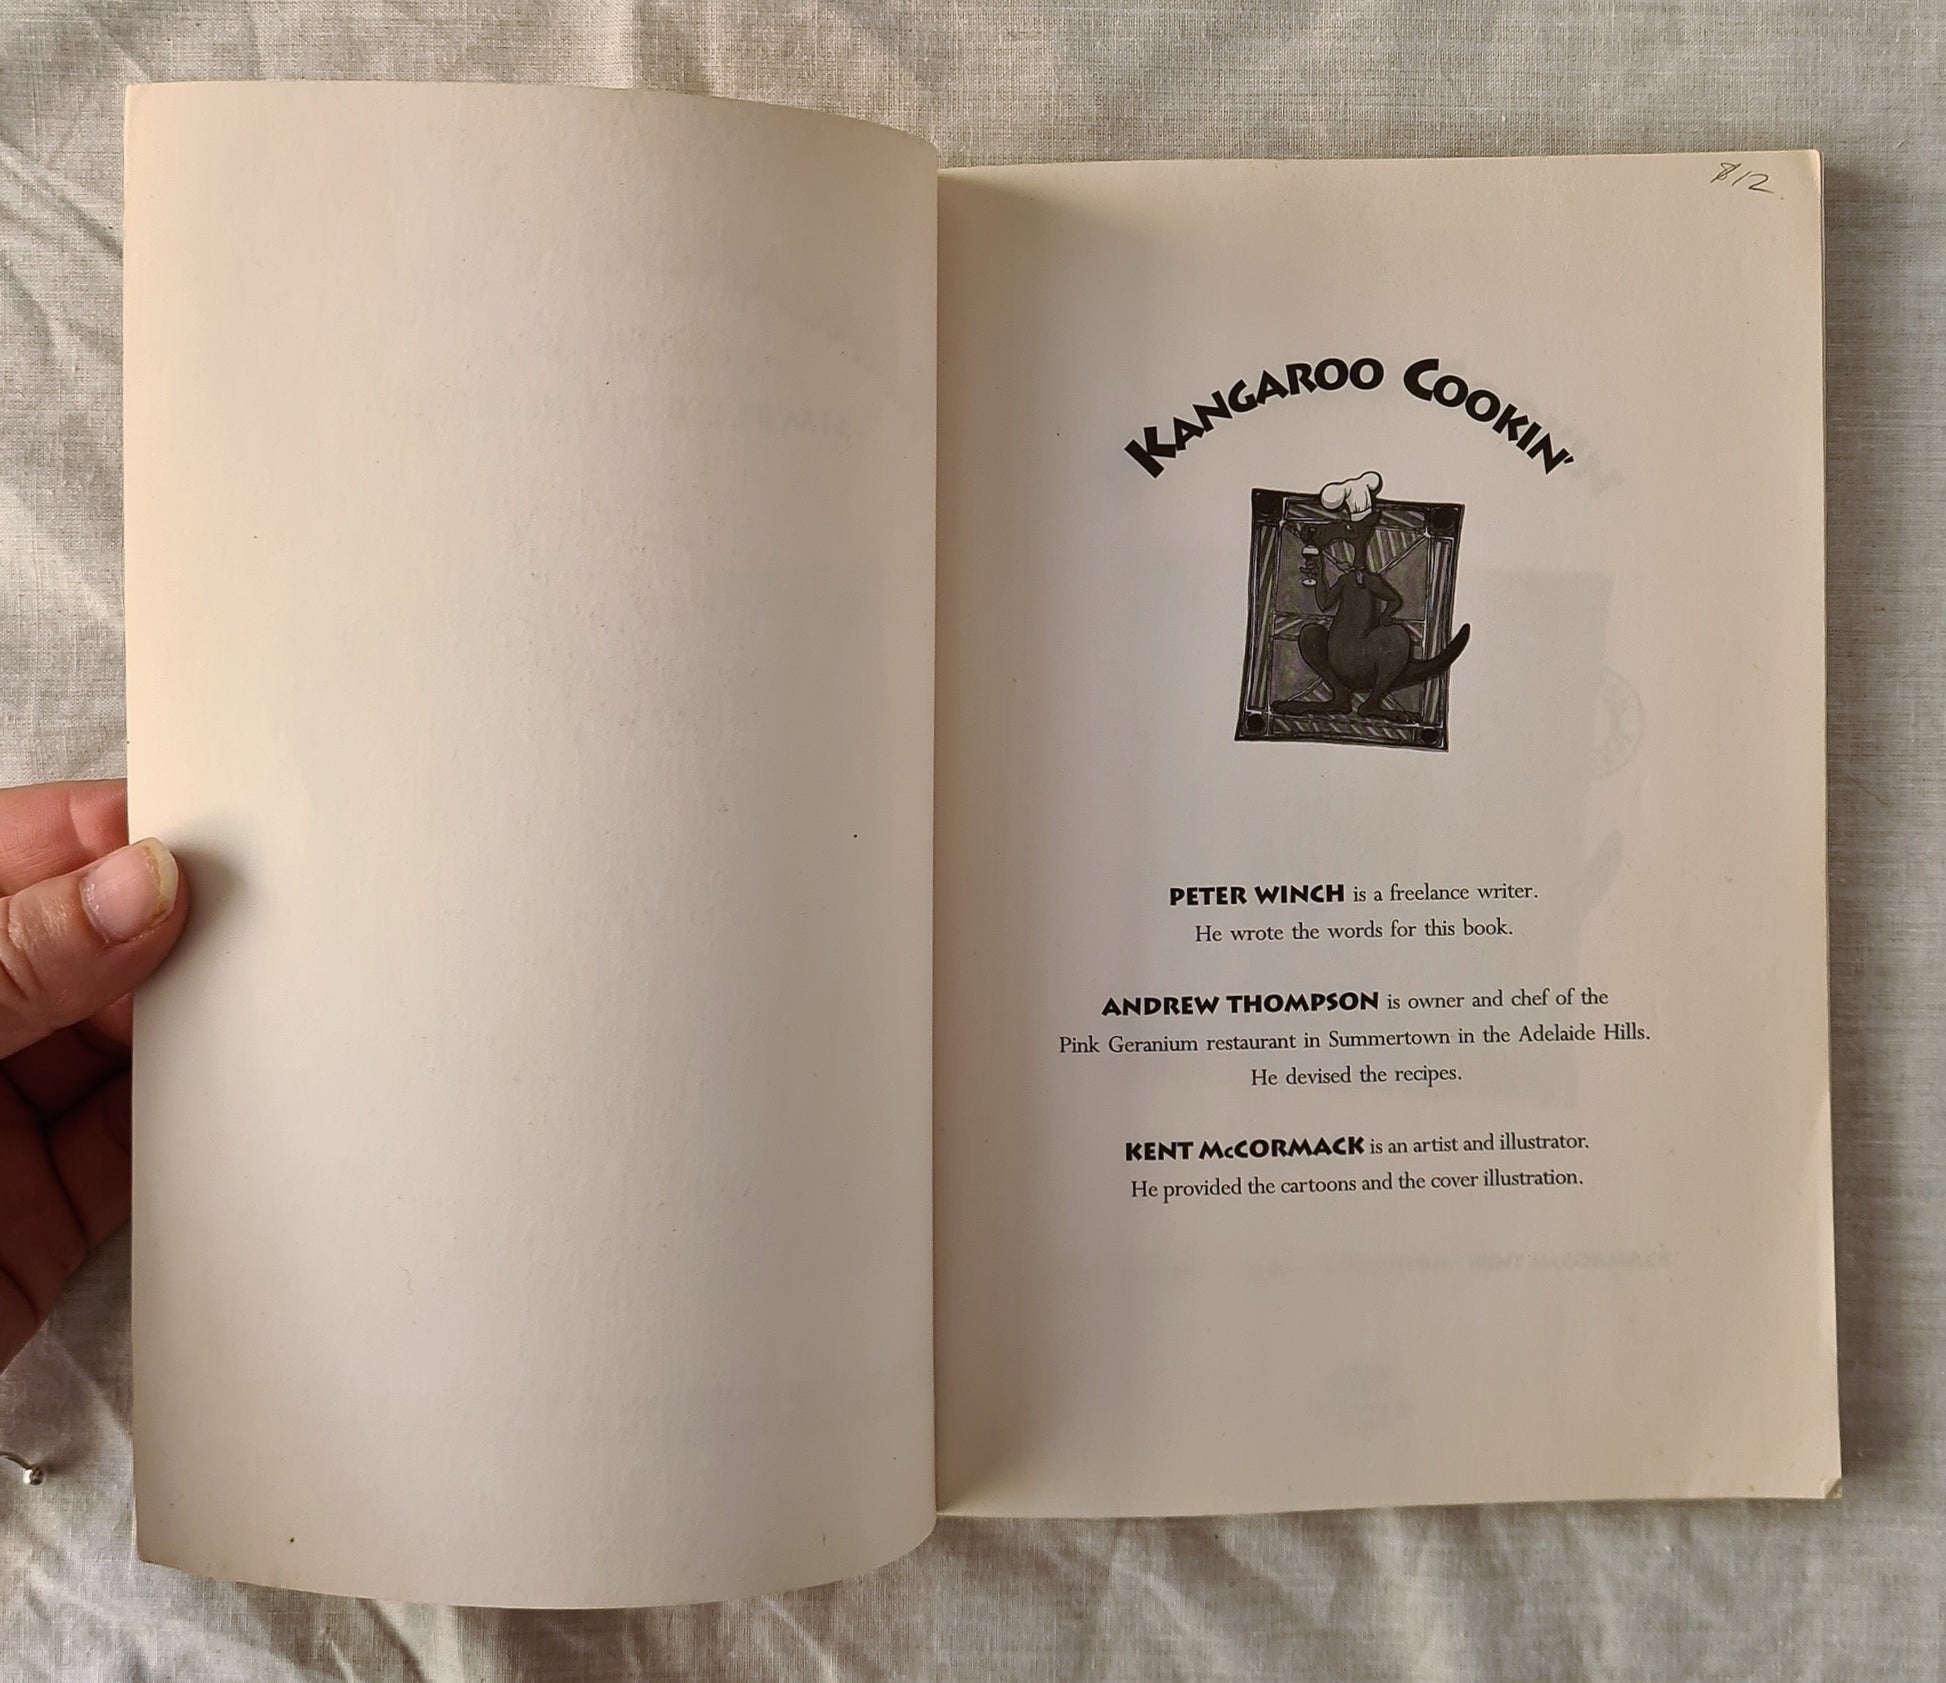 $12
KANGAROO COOKIN'
PETER WINCH is a freelance writer.
He wrote the words for this book.
ANDREW THOMPSON is owner and chef of the
Pink Geranium restaurant in Summertown in the Adelaide Hills.
He devised the recipes.
KENT McCORMACK is an artist and illustrator.
He provided the cartoons and the cover illustration.